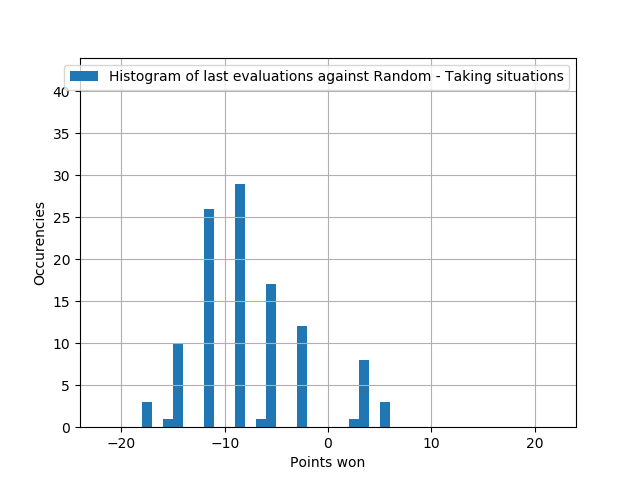 Histogram of last evaluations against Random - Taking situations
40
35
30
25
20
15
10
5
0
Occurencies
−20 −10 0 10 20
Points won